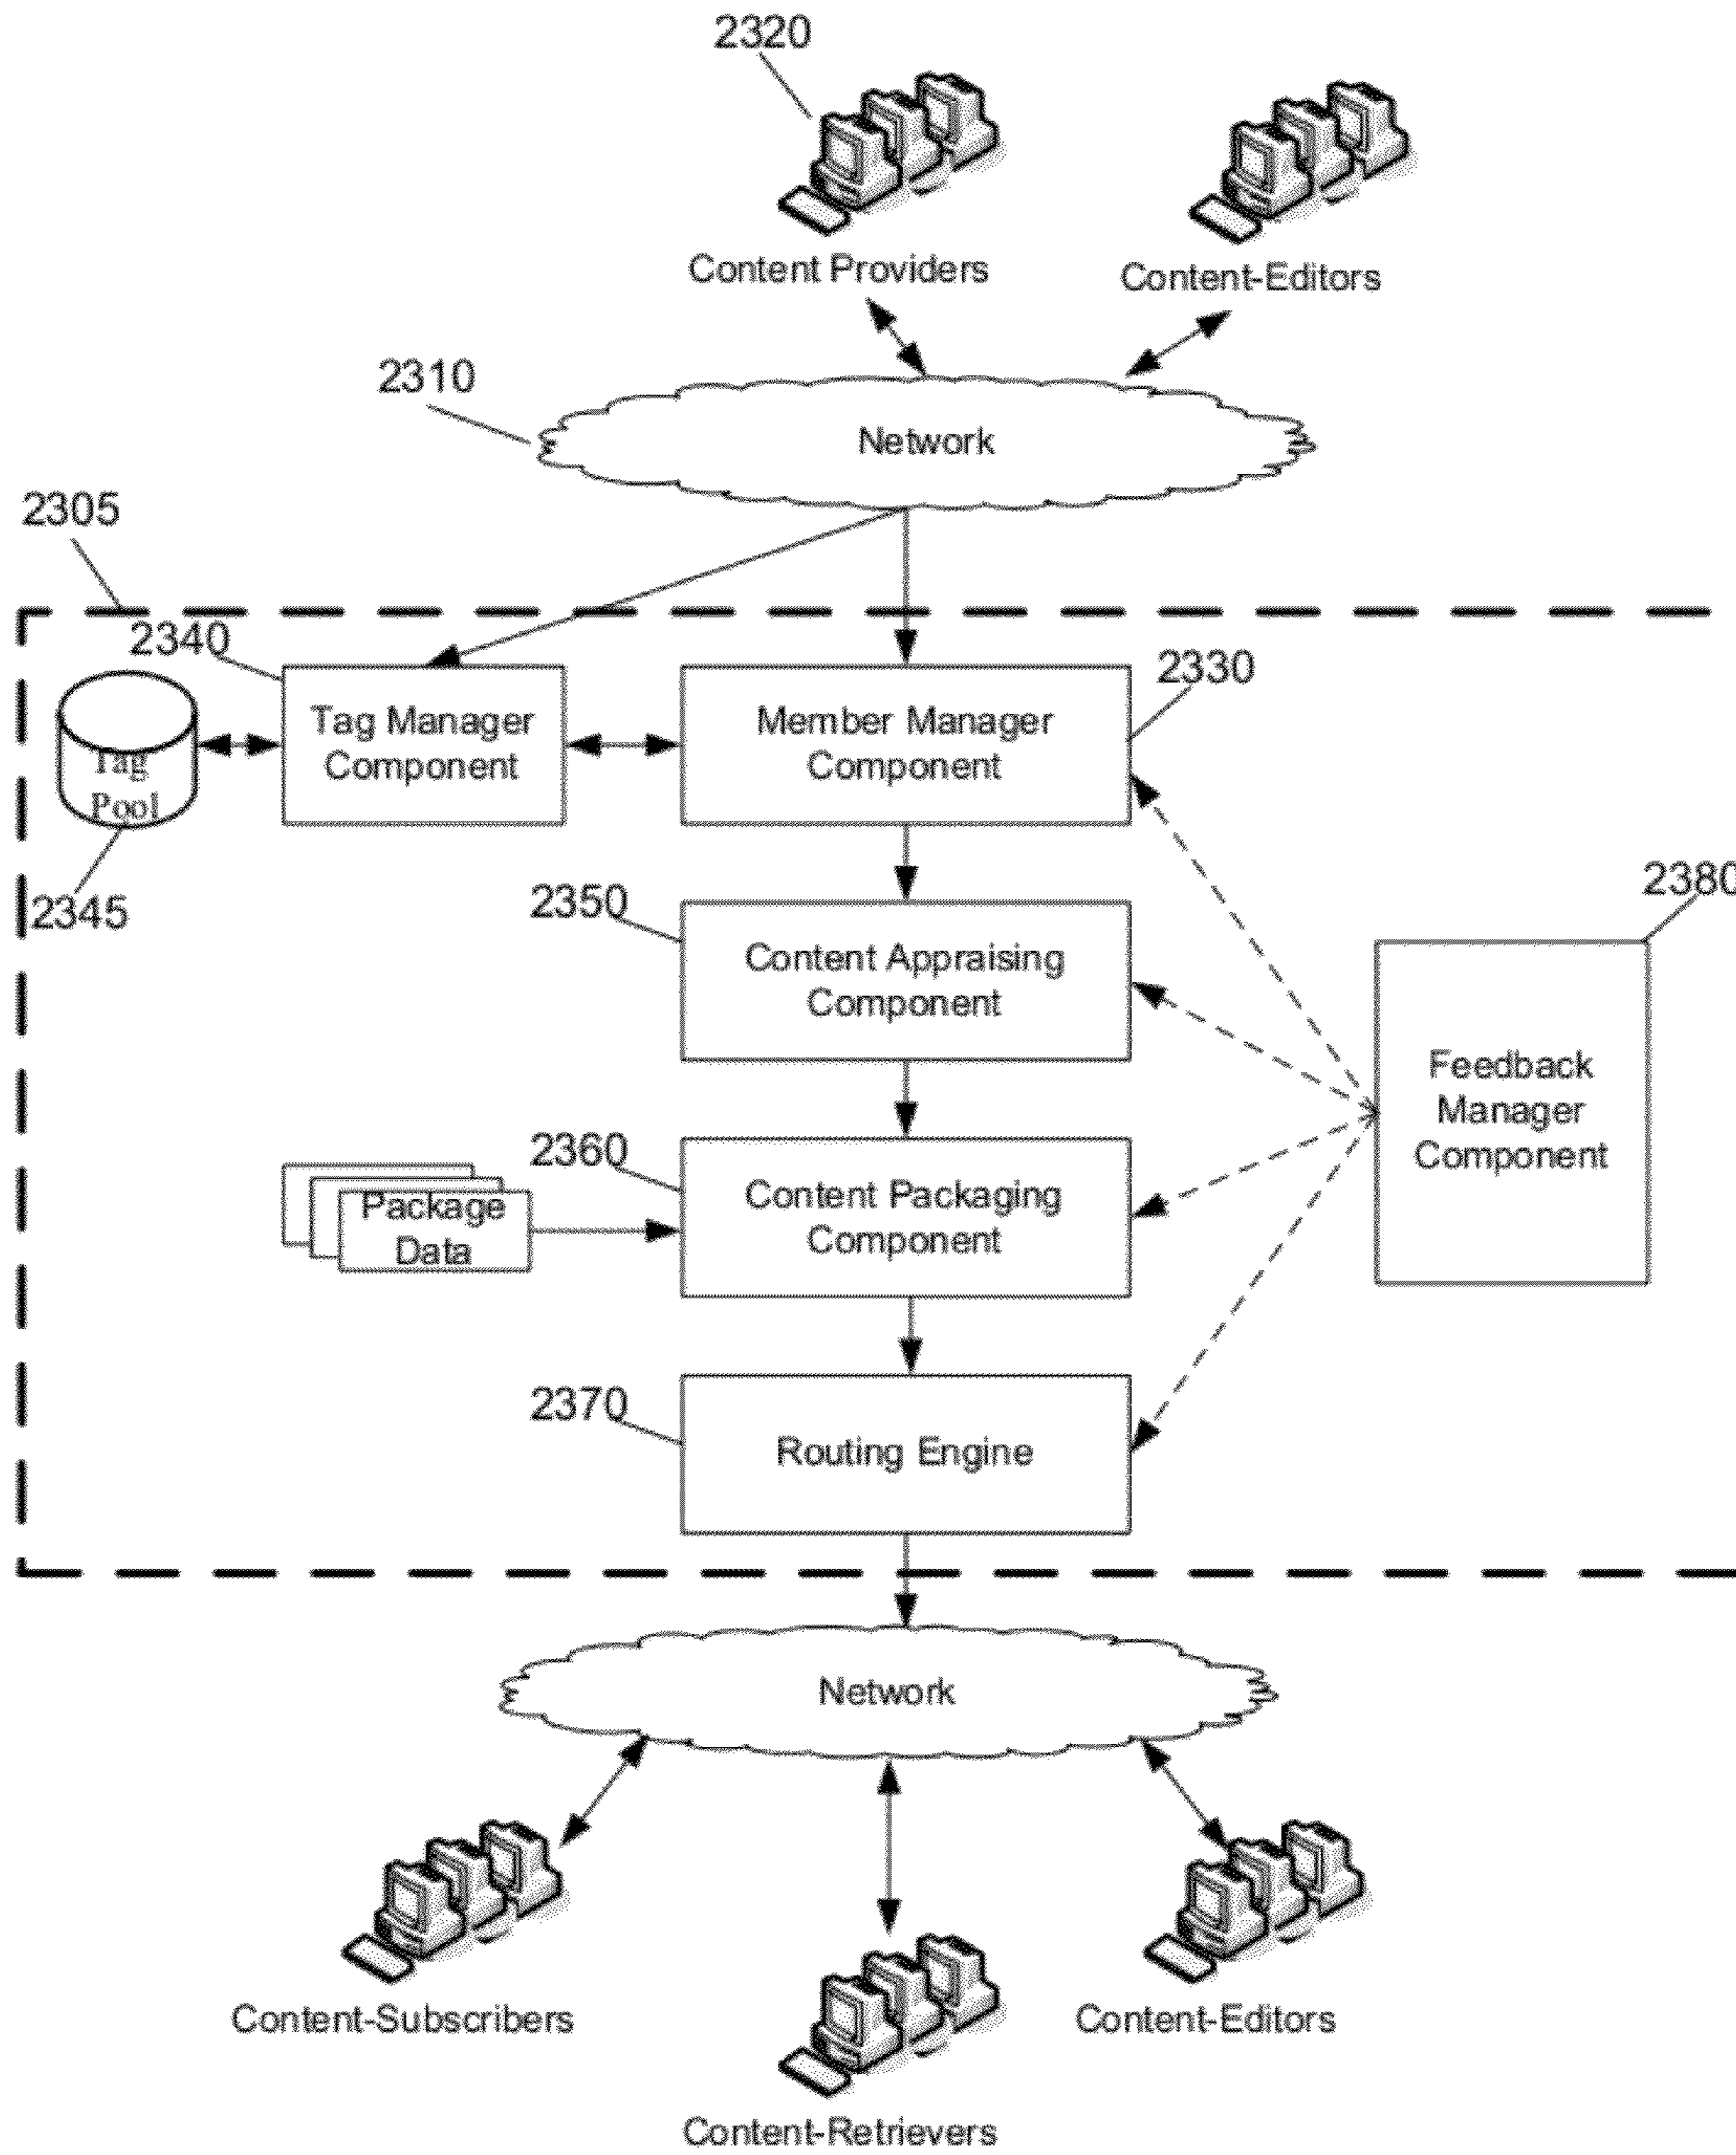 2320
Content Providers
Content-Editors
2310
Network
2305
2340
2330
Tag Manager
Component
Member Manager
Component
Tag
Pool
2345
2350
2380
Content Appraising
Component
Feedback
Manager
Component
2360
Package
Data
Content Packaging
Component
2370
Routing Engine
Network
Content-Subscribers
Content-Editors
Content-Retrievers